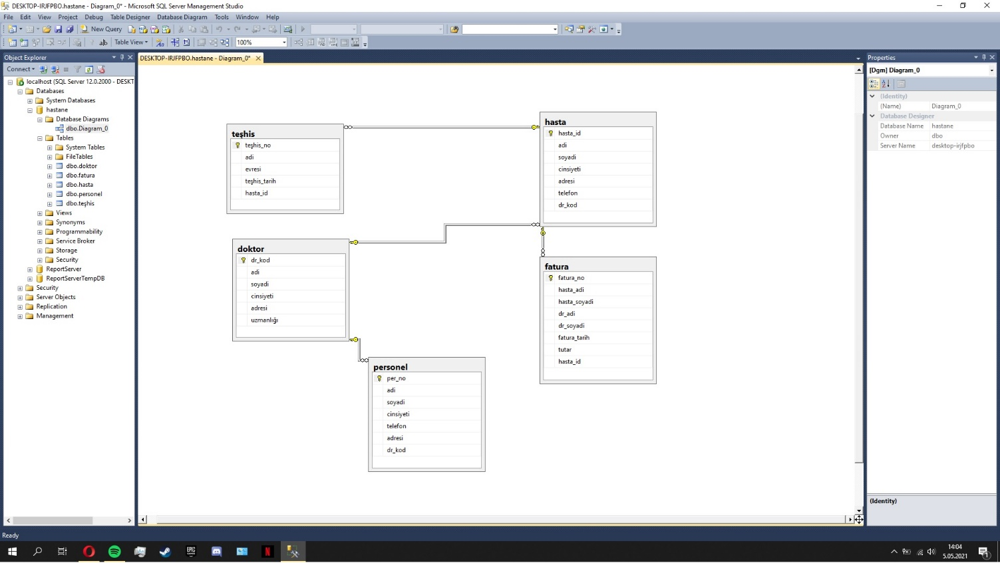 DESKTOP-IRJFPBO.hastane - Diagram_0* - Microsoft SQL Server Management Studio
File Edit View Project Debug Table Designer Database Diagram Tools Window Help
New Query
ab| Table View 100%
Object Explorer
Connect
localhost (SQL Server 12.0.2000 - DESKT
Databases
System Databases
hastane
Database Diagrams
dbo.Diagram_0
Tables
System Tables
FileTables
dbo.doktor
dbo.fatura
dbo.hasta
dbo.personel
dbo.teşhis
Views
Synonyms
Programmability
Service Broker
Storage
Security
ReportServer
ReportServerTempDB
Security
Server Objects
Replication
Management
DESKTOP-IRJFPBO.hastane - Diagram_0*
teşhis
teşhis_no
adi
evresi
teşhis_tarih
hasta_id
hasta
hasta_id
adi
soyadi
cinsiyeti
adresi
telefon
dr_kod
doktor
dr_kod
adi
soyadi
cinsiyeti
adresi
uzmanlığı
fatura
fatura_no
hasta_adi
hasta_soyadi
dr_adi
dr_soyadi
fatura_tarih
tutar
hasta_id
personel
per_no
adi
soyadi
cinsiyeti
telefon
adresi
dr_kod
Properties
[Dgm] Diagram_0
(Identity)
(Name) Diagram_0
Database Designer
Database Name hastane
Owner dbo
Server Name desktop-irjfpbo
(Identity)
Ready
EPIC
GAMES
N
14:04
5.05.2021
1